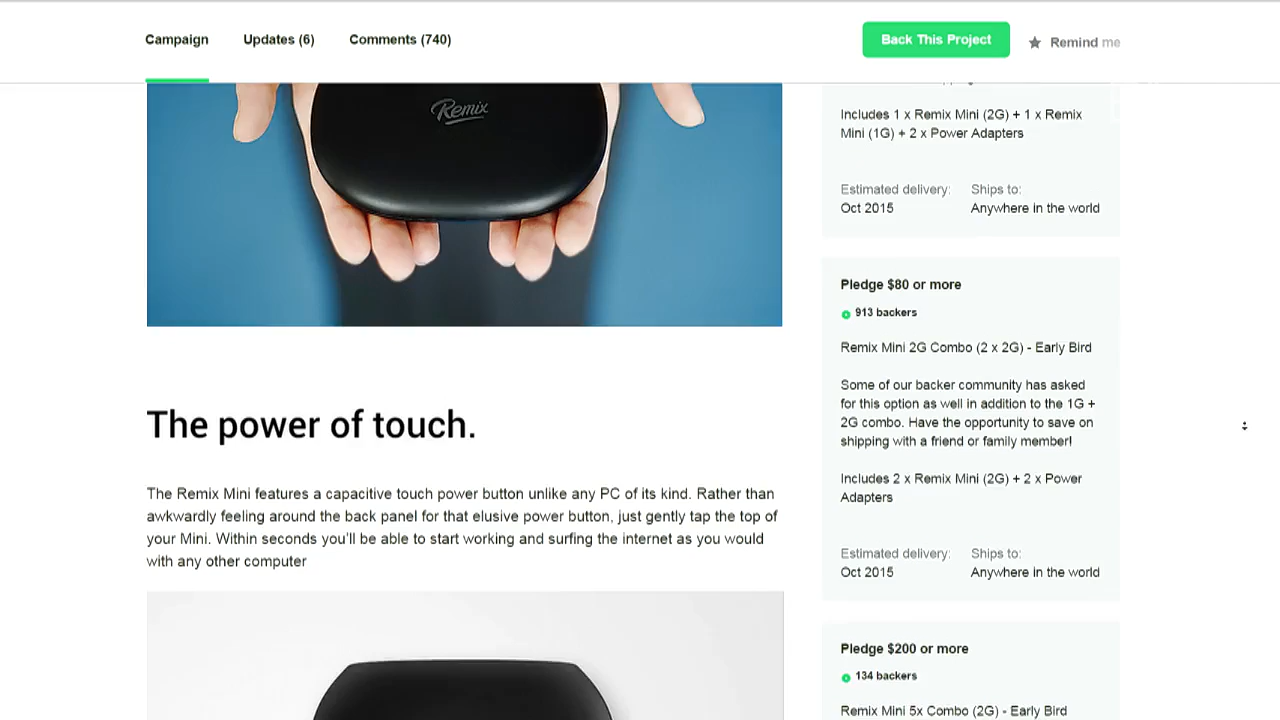 Campaign
Updates (6)
Comments (740)
Back This Project
Remind me
Remix
The power of touch.
The Remix Mini features a capacitive touch power button unlike any PC of its kind. Rather than
awkwardly feeling around the back panel for that elusive power button, just gently tap the top of
your Mini. Within seconds you'll be able to start working and surfing the internet as you would
with any other computer
Includes 1 x Remix Mini (2G) + 1 x Remix
Mini (1G) + 2 x Power Adapters
Estimated delivery: Ships to:
Oct 2015 Anywhere in the world
Pledge $80 or more
913 backers
Remix Mini 2G Combo (2 x 2G) - Early Bird
Some of our backer community has asked
for this option as well in addition to the 1G +
2G combo. Have the opportunity to save on
shipping with a friend or family member!
Includes 2 x Remix Mini (2G) + 2 x Power
Adapters
Estimated delivery: Ships to:
Oct 2015 Anywhere in the world
Pledge $200 or more
134 backers
Remix Mini 5x Combo (2G) - Early Bird